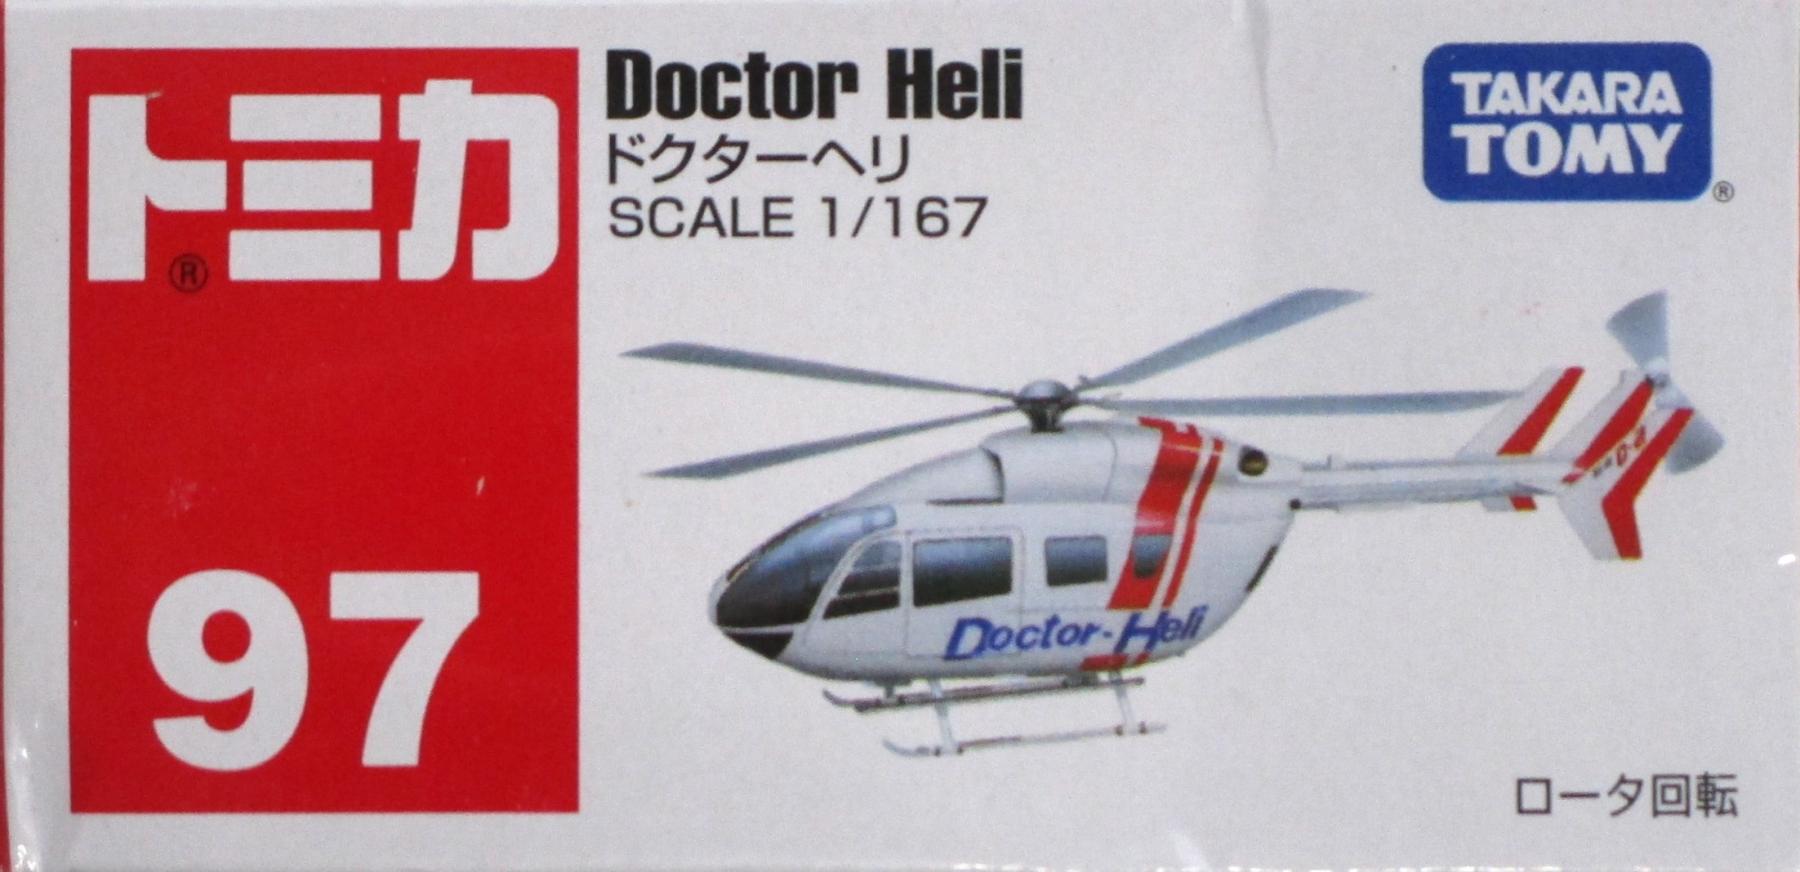 トミカ
®
97
Doctor Heli
ドクターヘリ
SCALE 1/167
TAKARA
TOMY
®
Doctor-Heli
ロータ回転